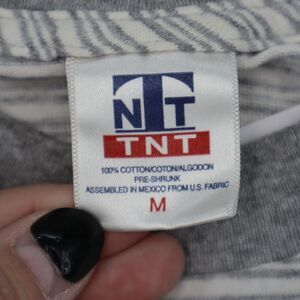 NTT
TNT
100% COTTON/COTON/ALGODON
PRE-SHRUNK
ASSEMBLED IN MEXICO FROM U.S. FABRIC
M